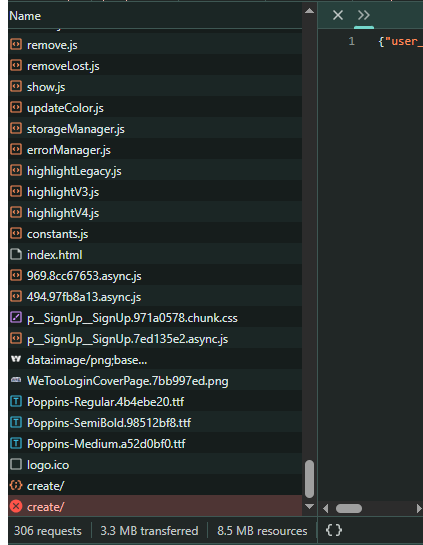 Name
remove.js
removeLost.js
show.js
updateColor.js
storageManager.js
errorManager.js
highlightLegacy.js
highlightV3.js
highlightV4.js
constants.js
index.html
969.8cc67653.async.js
494.97fb8a13.async.js
p__SignUp__SignUp.971a0578.chunk.css
p__SignUp__SignUp.7ed135e2.async.js
data:image/png;base...
WeTooLoginCoverPage.7bb997ed.png
Poppins-Regular.4b4ebe20.ttf
Poppins-SemiBold.98512bf8.ttf
Poppins-Medium.a52d0bf0.ttf
logo.ico
create/
create/
306 requests 3.3 MB transferred 8.5 MB resources
1 {"user_
{}